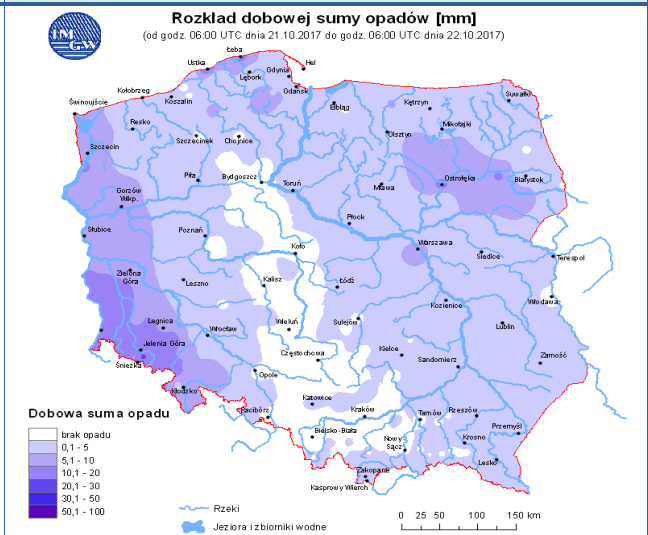 IM
GW
Rozkład dobowej sumy opadów [mm]
(od godz. 06:00 UTC dnia 21.10.2017 do godz. 06:00 UTC dnia 22.10.2017)
Łeba
Ustka
Hel
Gdynia
Lębork
Gdańsk
Kołobrzeg
Koszalin
Suwałki
Świnoujście
Elbląg
Kętrzyn
Resko
Mikołajki
Szczecinek
Chojnice
Olsztyn
Szczecin
Piła
Bydgoszcz
Toruń
Mława
Ostrołęka
Białystok
Gorzów
Wlkp.
Płock
Słubice
Poznań
Koło
Warszawa
Siedlce
Terespol
Zielona
Góra
Leszno
Kalisz
Łódź
Kozienice
Włodawa
Legnica
Wrocław
Wieluń
Sulejów
Lublin
Jelenia Góra
Kielce
Śnieżka
Częstochowa
Sandomierz
Zamość
Opole
Kłodzko
Katowice
Racibórz
Kraków
Tarnów
Rzeszów
Bielsko-Biała
Przemyśl
Nowy
Sącz
Krosno
Lesko
Zakopane
Kasprowy Wierch
Dobowa suma opadu
brak opadu
0,1 - 5
5,1 - 10
10,1 - 20
20,1 - 30
30,1 - 50
50,1 - 100
Rzeki
Jeziora i zbiorniki wodne
0 25 50 100 150 km